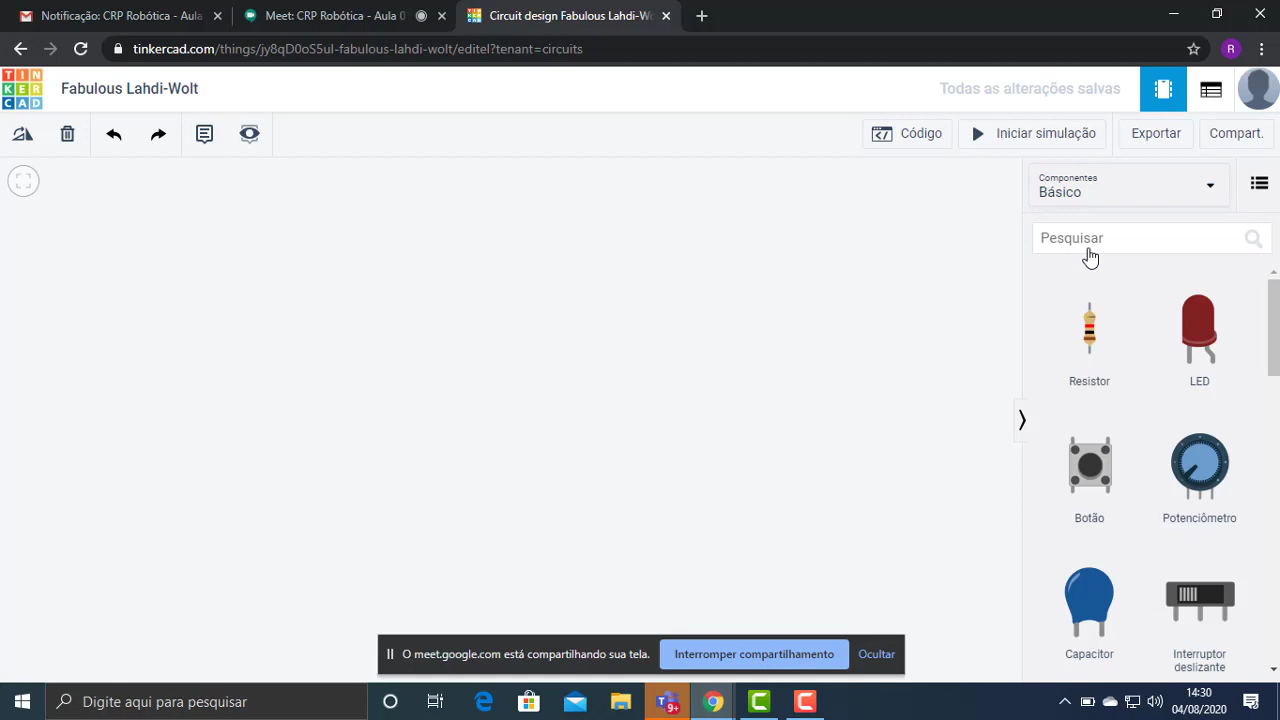 Notificação: CRP Robótica - Aula
Meet: CRP Robótica - Aula 0
Circuit design Fabulous Lahdi-Wo
tinkercad.com/things/jy8qD0oS5ul-fabulous-lahdi-wolt/editel?tenant=circuits
R
TIN
KER
CAD
Fabulous Lahdi-Wolt
Todas as alterações salvas
Código
Iniciar simulação
Exportar
Compart.
Componentes
Básico
Pesquisar
Resistor
LED
Botão
Potenciômetro
Capacitor
Interruptor
deslizante
O meet.google.com está compartilhando sua tela.
Interromper compartilhamento
Ocultar
Digite aqui para pesquisar
9+
14:30
04/08/2020